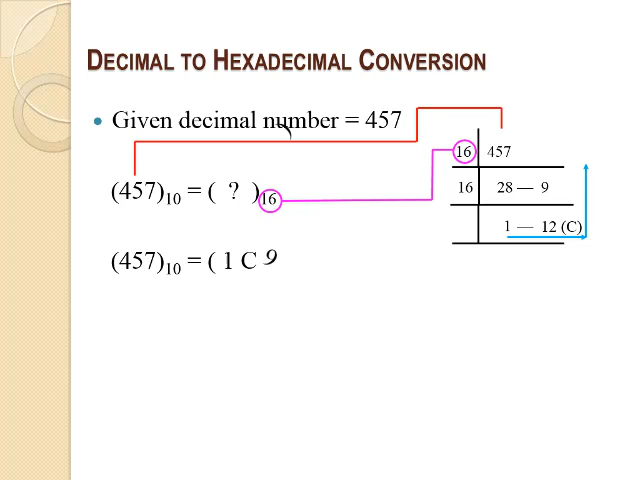 DECIMAL TO HEXADECIMAL CONVERSION
Given decimal number = 457
(457)10 = ( ? )16
(457)10 = ( 1 C 9
16 457
16 28 — 9
1 — 12 (C)